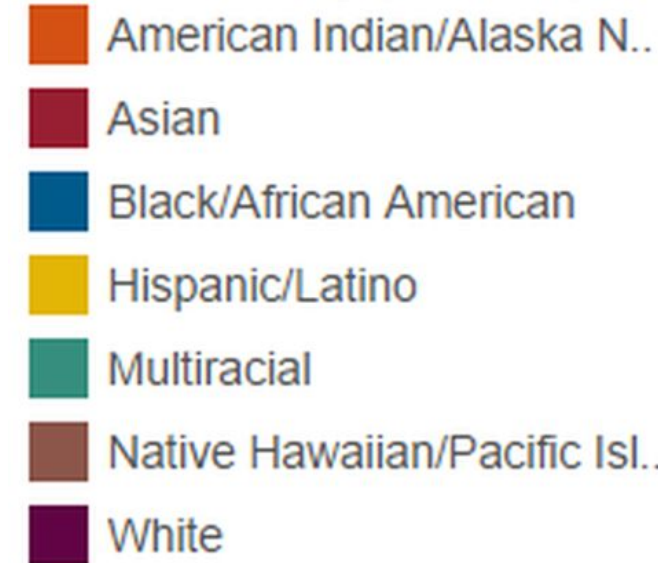 American Indian/Alaska N..
Asian
Black/African American
Hispanic/Latino
Multiracial
Native Hawaiian/Pacific Isl..
White